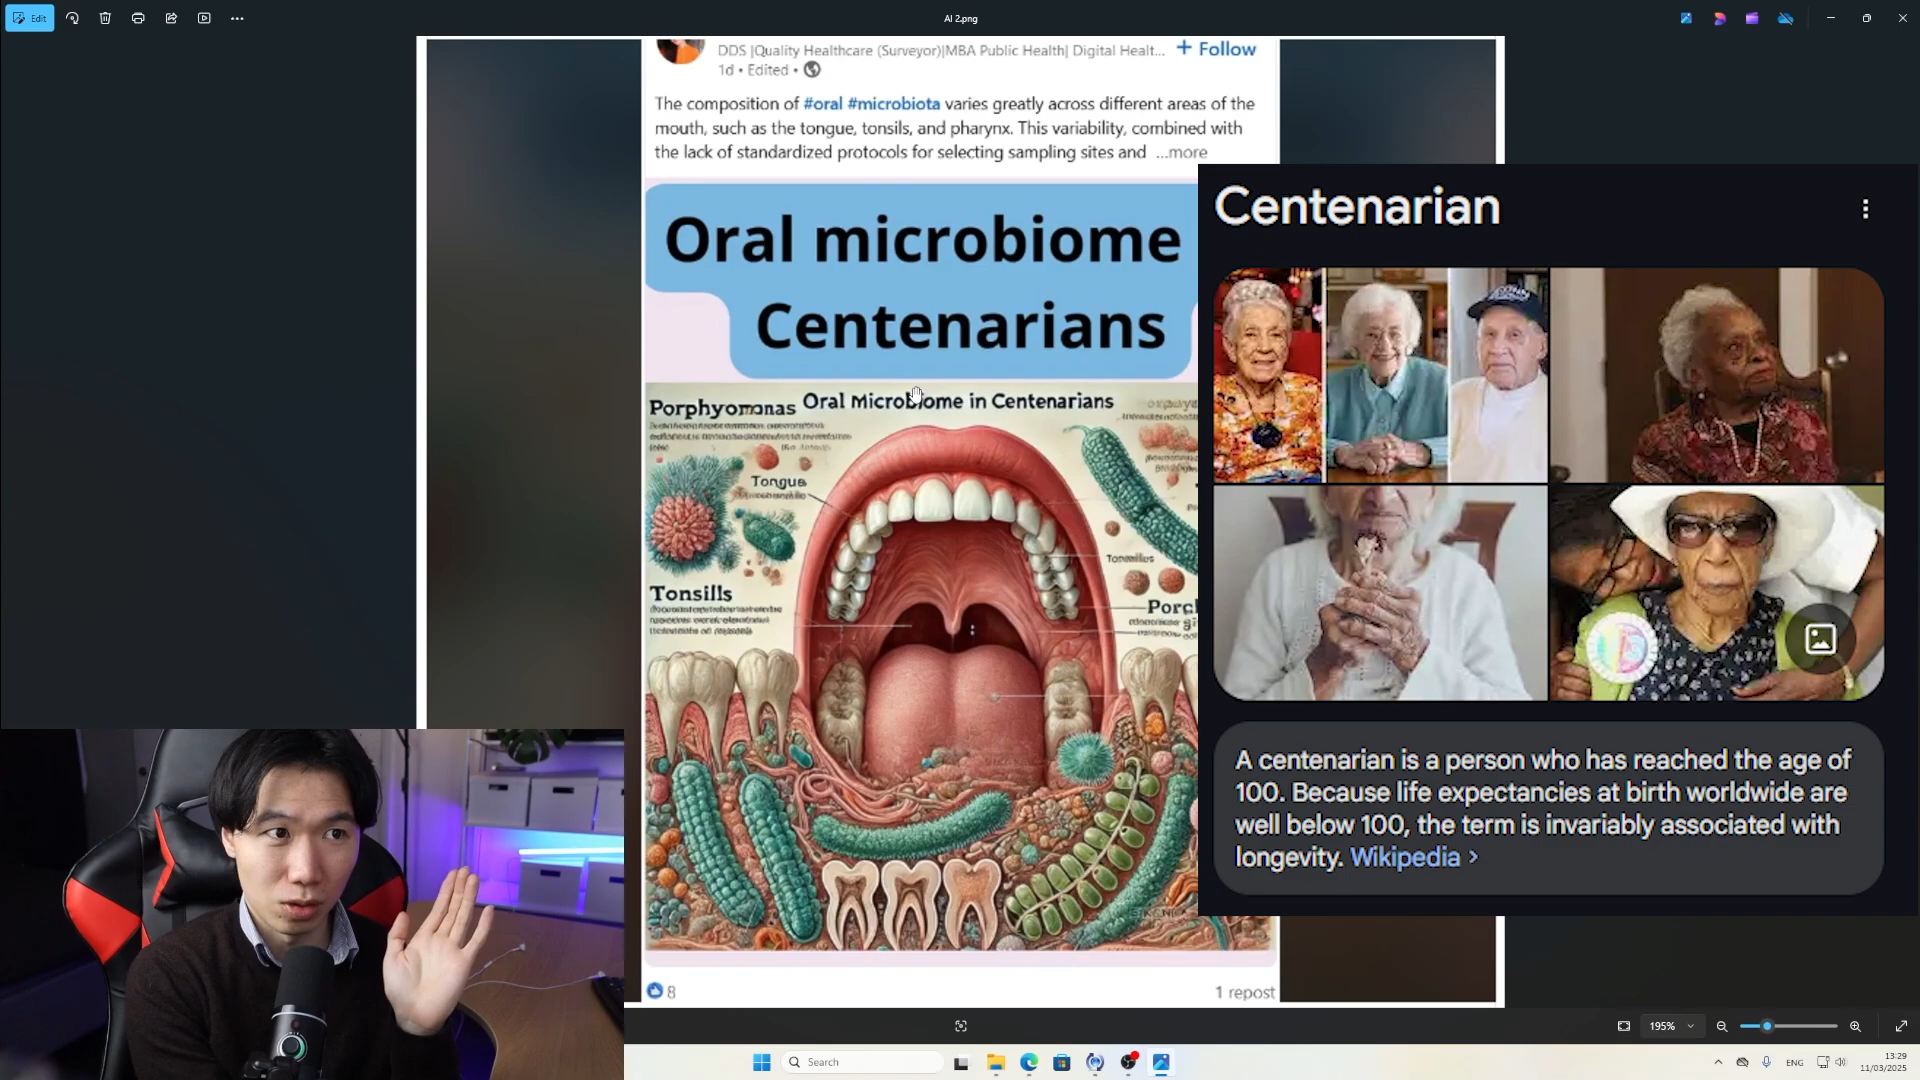 Edit
AI 2.png
DDS |Quality Healthcare (Surveyor)|MBA Public Health| Digital Healt...
+ Follow
1d • Edited •
The composition of #oral #microbiota varies greatly across different areas of the
mouth, such as the tongue, tonsils, and pharynx. This variability, combined with
the lack of standardized protocols for selecting sampling sites and ...more
Oral microbiome
Centenarians
Porphyomonas
Oral Microbiome in Centenarians
Tongue
Tonsills
8
1 repost
Centenarian
A centenarian is a person who has reached the age of
100. Because life expectancies at birth worldwide are
well below 100, the term is invariably associated with
longevity. Wikipedia >
195%
Search
ENG
13:29
11/03/2025